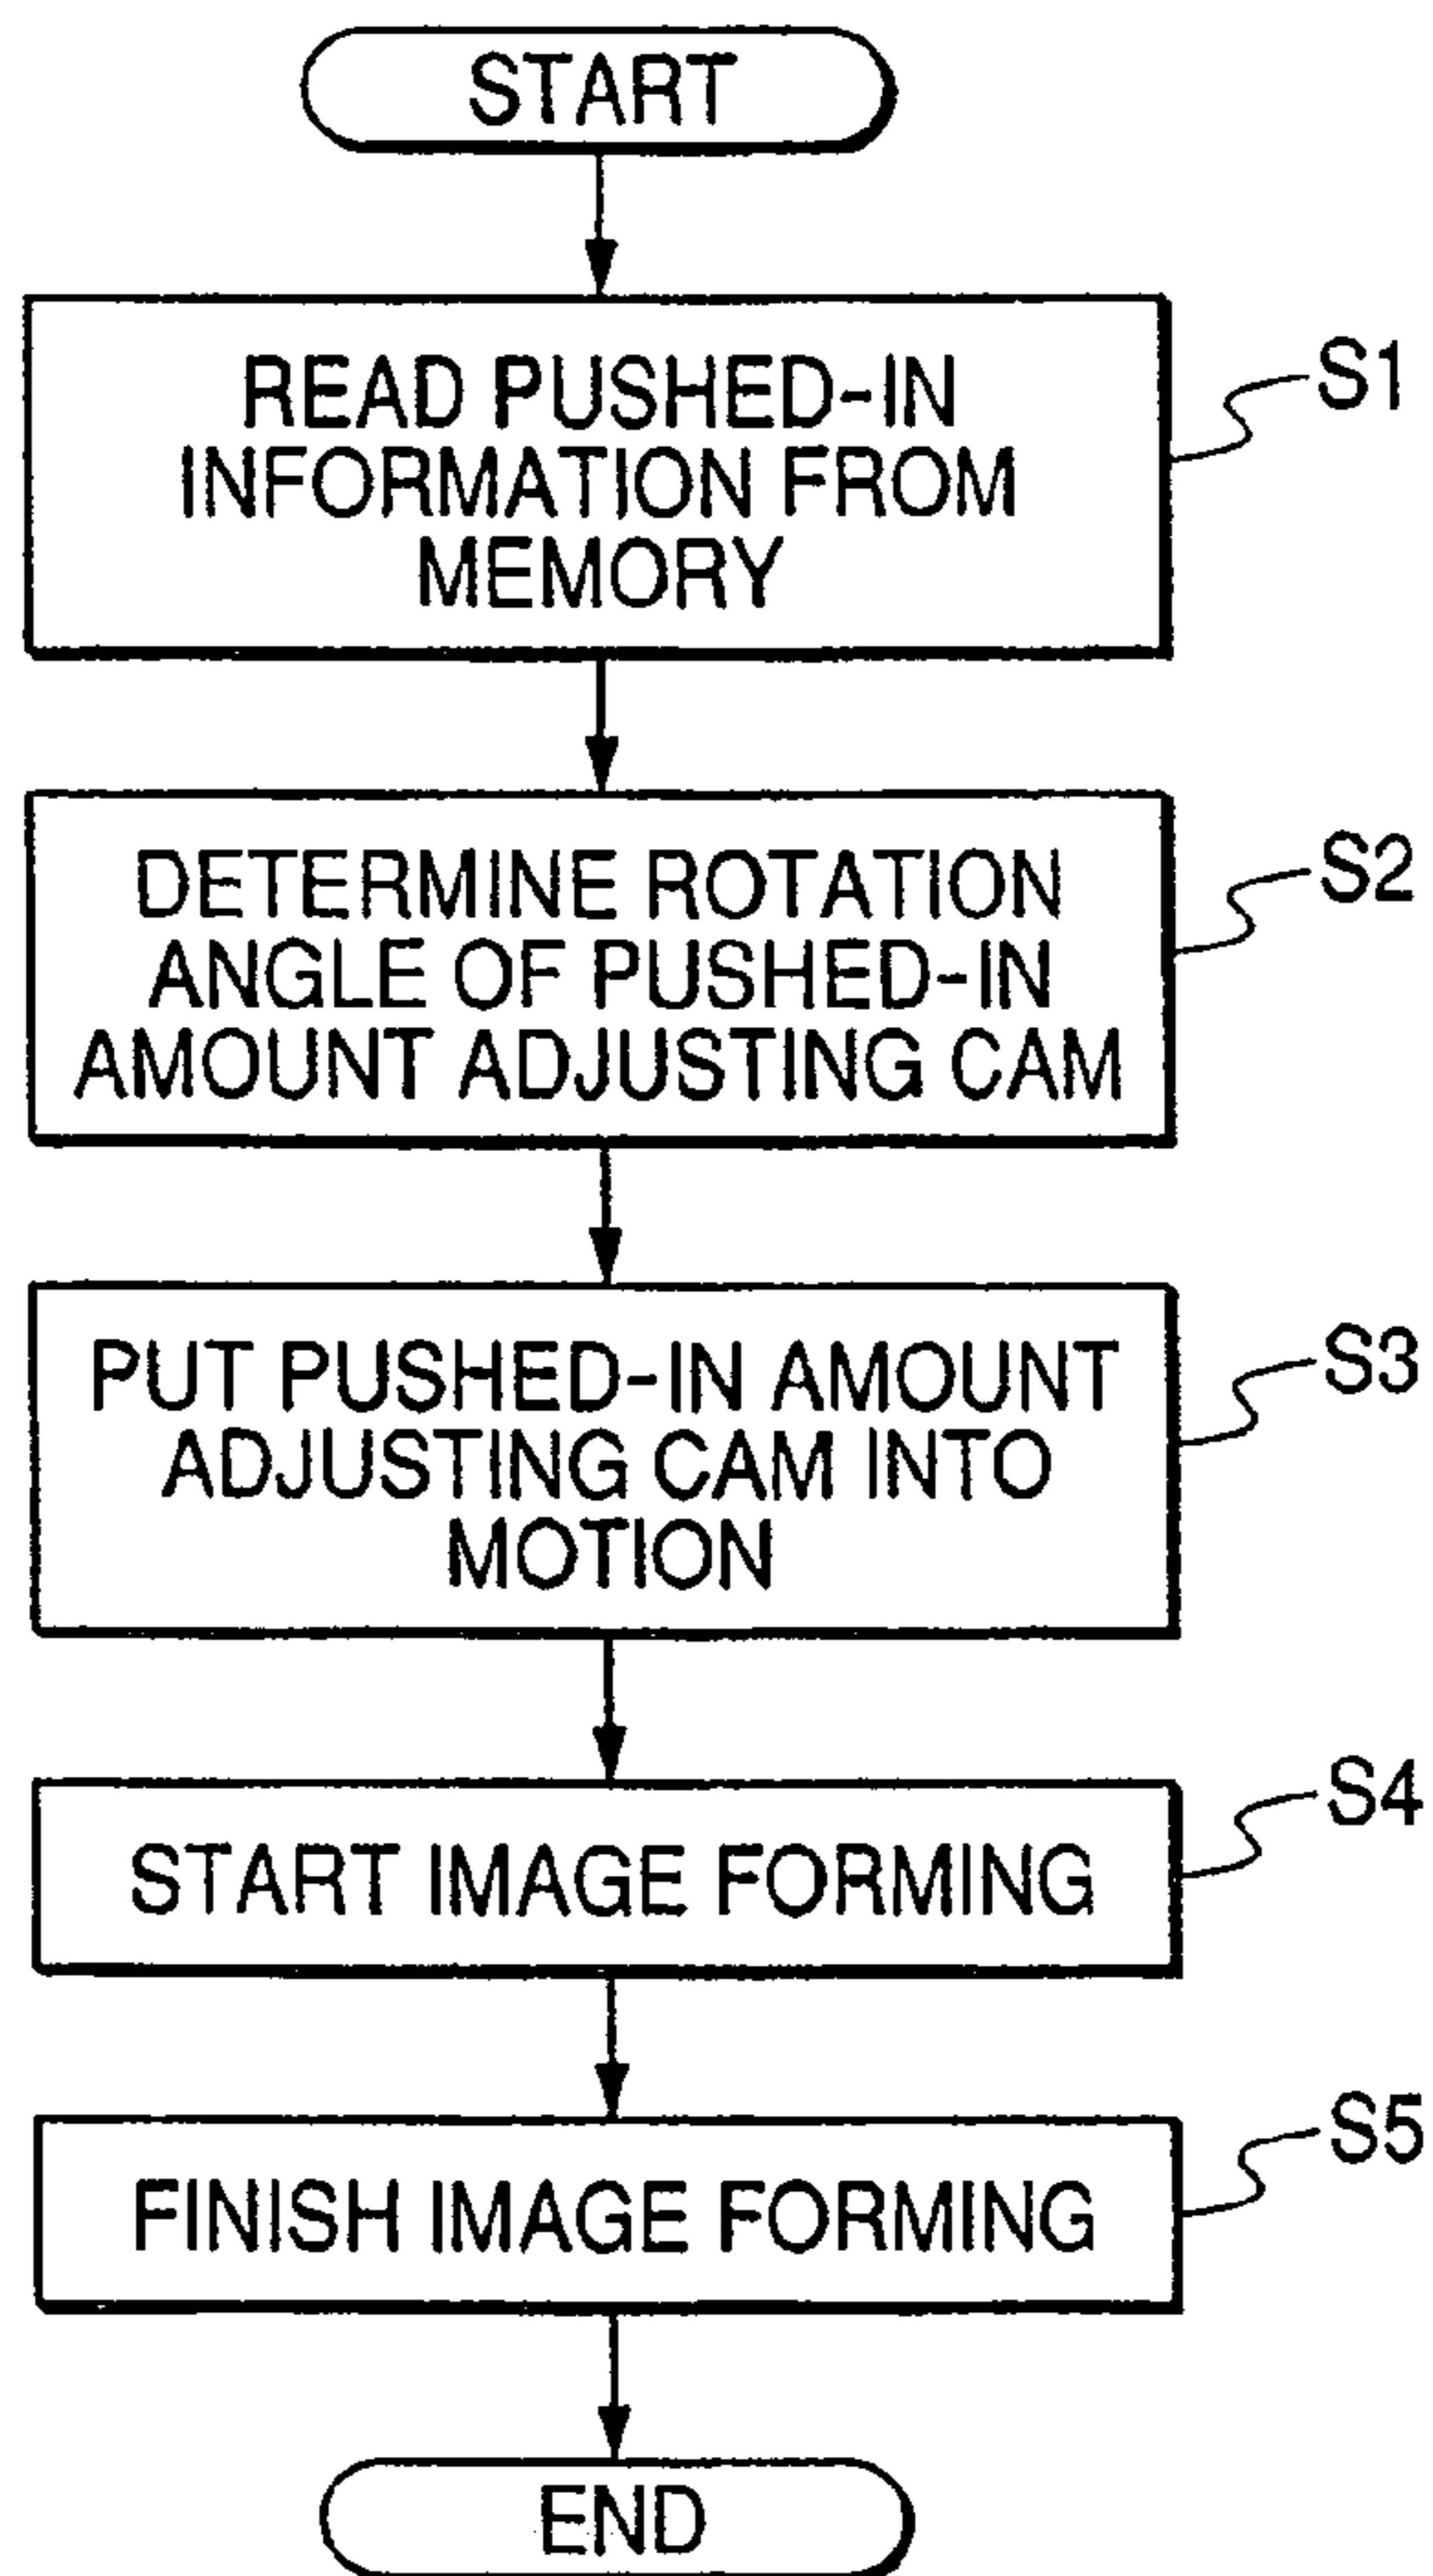 START
READ PUSHED-IN
INFORMATION FROM
MEMORY
S1
DETERMINE ROTATION
ANGLE OF PUSHED-IN
AMOUNT ADJUSTING CAM
S2
PUT PUSHED-IN AMOUNT
ADJUSTING CAM INTO
MOTION
S3
START IMAGE FORMING
S4
FINISH IMAGE FORMING
S5
END